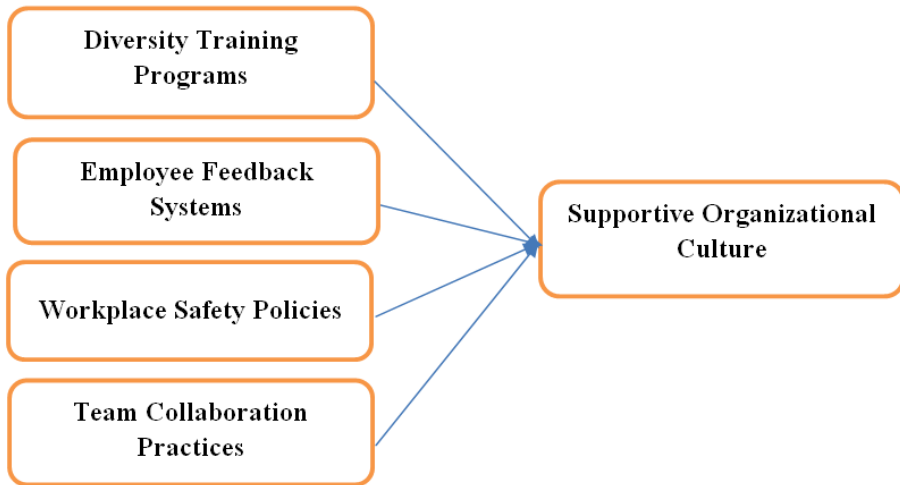 Diversity Training
Programs
Employee Feedback
Systems
Supportive Organizational
Culture
Workplace Safety Policies
Team Collaboration
Practices